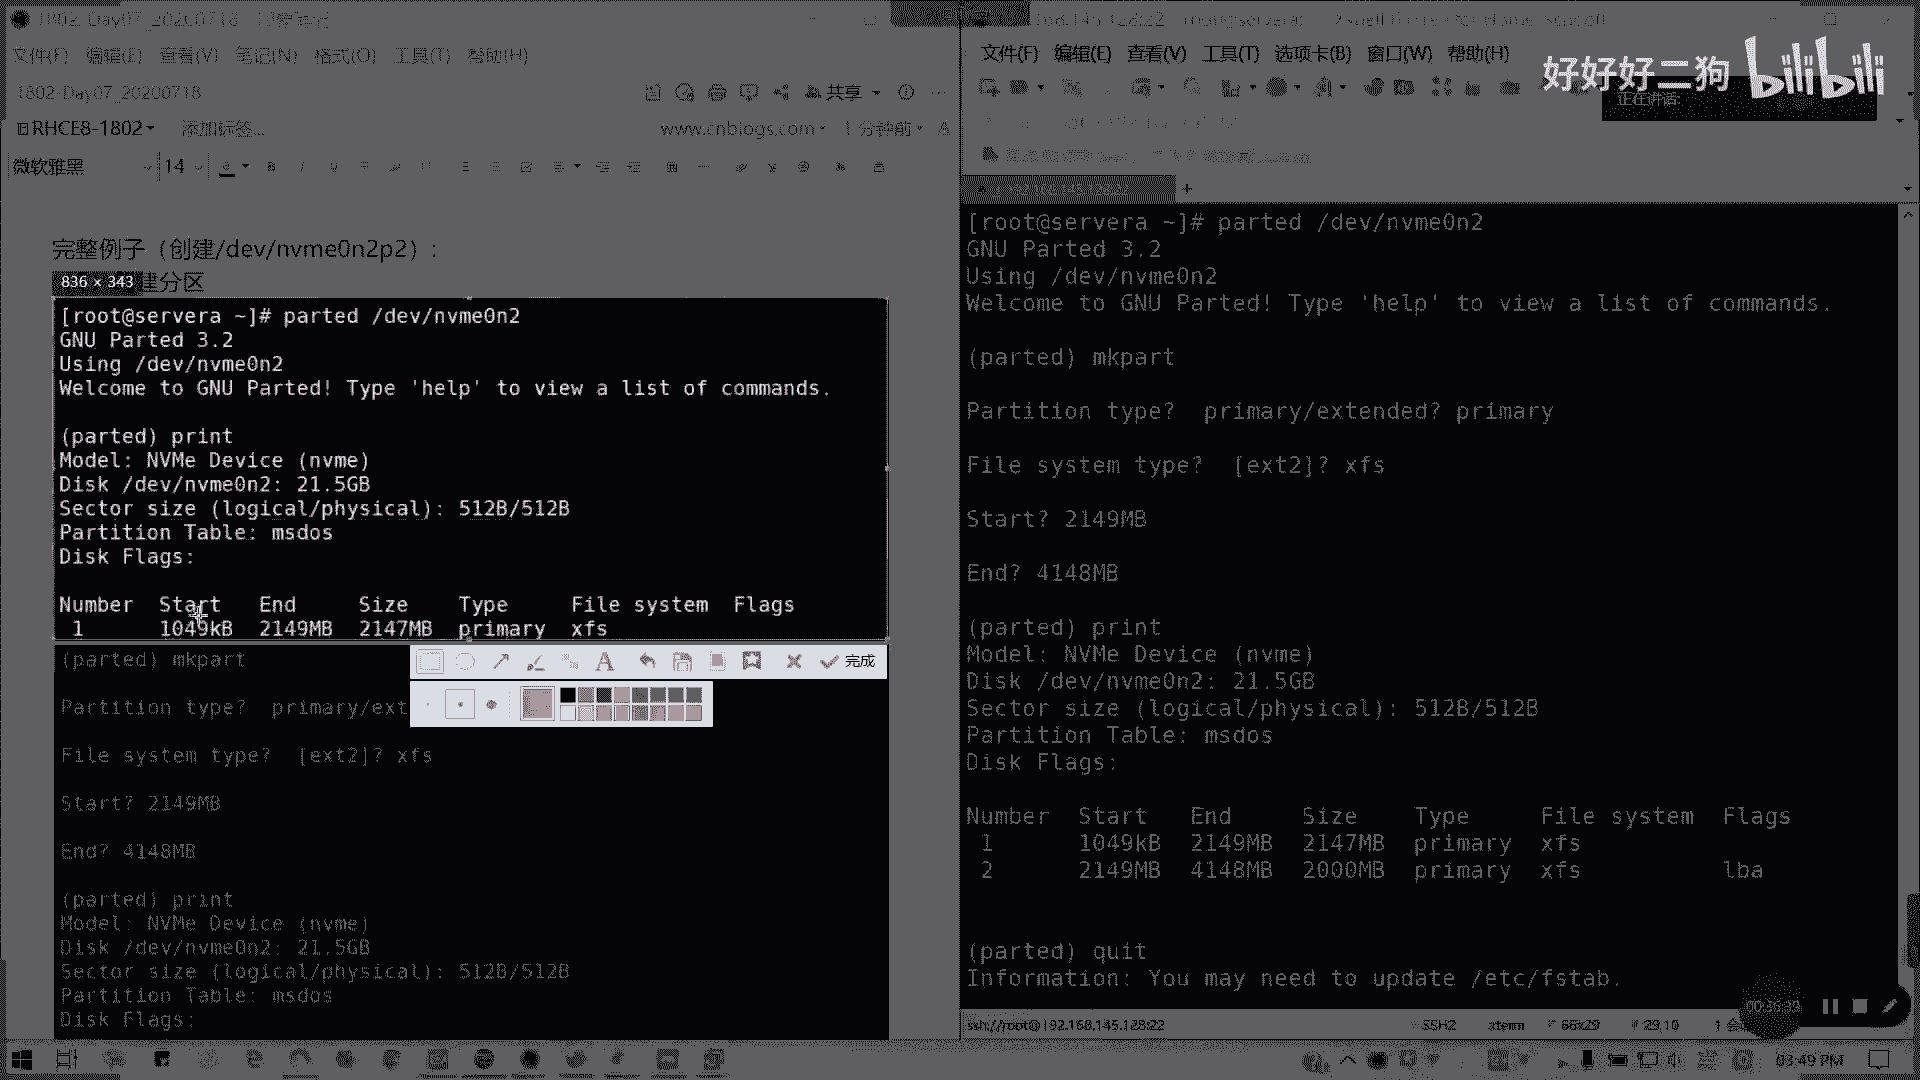 1802-Day07_20200718
文件(F) 编辑(E) 查看(V) 笔记(N) 格式(O) 工具(T) 帮助(H)
1802-Day07_20200718
共享
RHCE8-1802
添加标签...
www.cnblogs.com
1 分钟前
微软雅黑
14
完整例子（创建/dev/nvme0n2p2）：
836 × 343
建分区
[root@servera ~]# parted /dev/nvme0n2
GNU Parted 3.2
Using /dev/nvme0n2
Welcome to GNU Parted! Type 'help' to view a list of commands.
(parted) print
Model: NVMe Device (nvme)
Disk /dev/nvme0n2: 21.5GB
Sector size (logical/physical): 512B/512B
Partition Table: msdos
Disk Flags:
Number Start End Size Type File system Flags
1 1049kB 2149MB 2147MB primary xfs
(parted) mkpart
完成
Partition type? primary/ext
File system type? [ext2]? xfs
Start? 2149MB
End? 4148MB
(parted) print
Model: NVMe Device (nvme)
Disk /dev/nvme0n2: 21.5GB
Sector size (logical/physical): 512B/512B
Partition Table: msdos
Disk Flags:
文件(F) 编辑(E) 查看(V) 工具(T) 选项卡(B) 窗口(W) 帮助(H)
好好好二狗 bilibili
正在讲话:
[root@servera ~]# parted /dev/nvme0n2
GNU Parted 3.2
Using /dev/nvme0n2
Welcome to GNU Parted! Type 'help' to view a list of commands.
(parted) mkpart
Partition type? primary/extended? primary
File system type? [ext2]? xfs
Start? 2149MB
End? 4148MB
(parted) print
Model: NVMe Device (nvme)
Disk /dev/nvme0n2: 21.5GB
Sector size (logical/physical): 512B/512B
Partition Table: msdos
Disk Flags:
Number Start End Size Type File system Flags
1 1049kB 2149MB 2147MB primary xfs
2 2149MB 4148MB 2000MB primary xfs lba
(parted) quit
Information: You may need to update /etc/fstab.
ssh://root@192.168.145.128:22
SSH2 xterm
03:49 PM